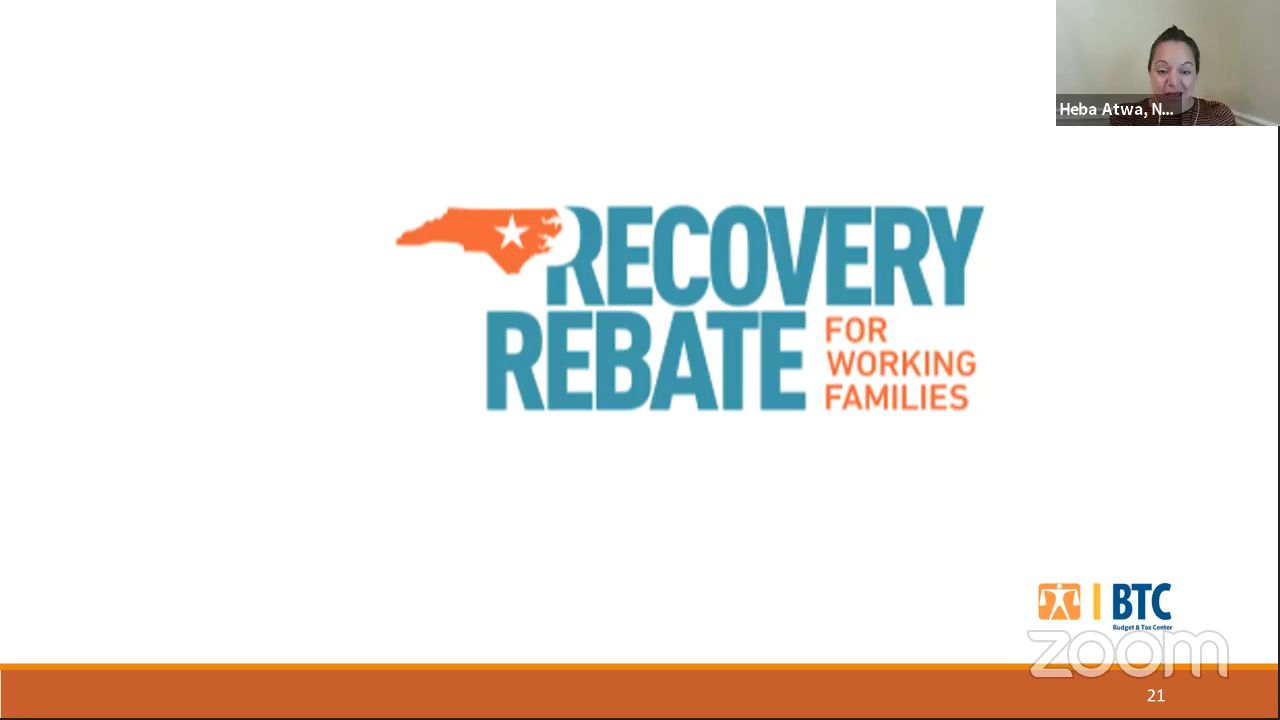 Heba Atwa, N...
RECOVERY
REBATE
FOR
WORKING
FAMILIES
BTC
Budget & Tax Center
zoom
21